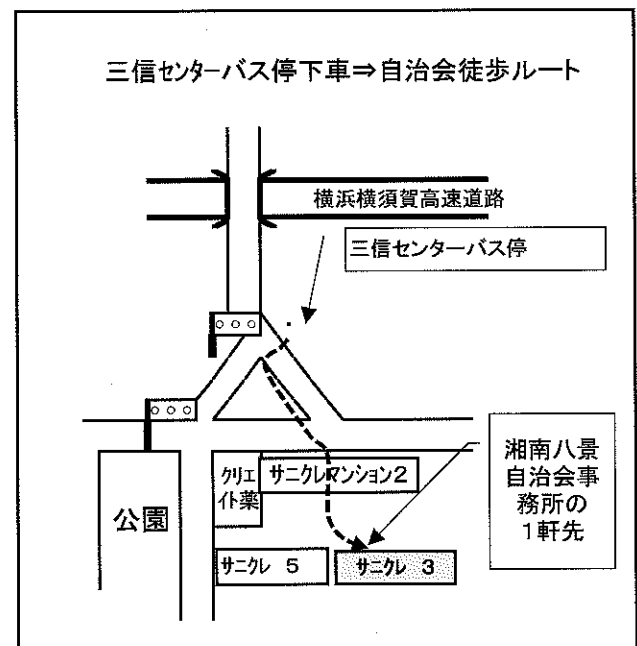 三信センターバス停下車⇒自治会徒歩ルート
横浜横須賀高速道路
三信センターバス停
湘南八景
自治会事
務所の
1軒先
クリエ
イト薬
サニクレマンション2
公園
サニクレ 5
サニクレ 3